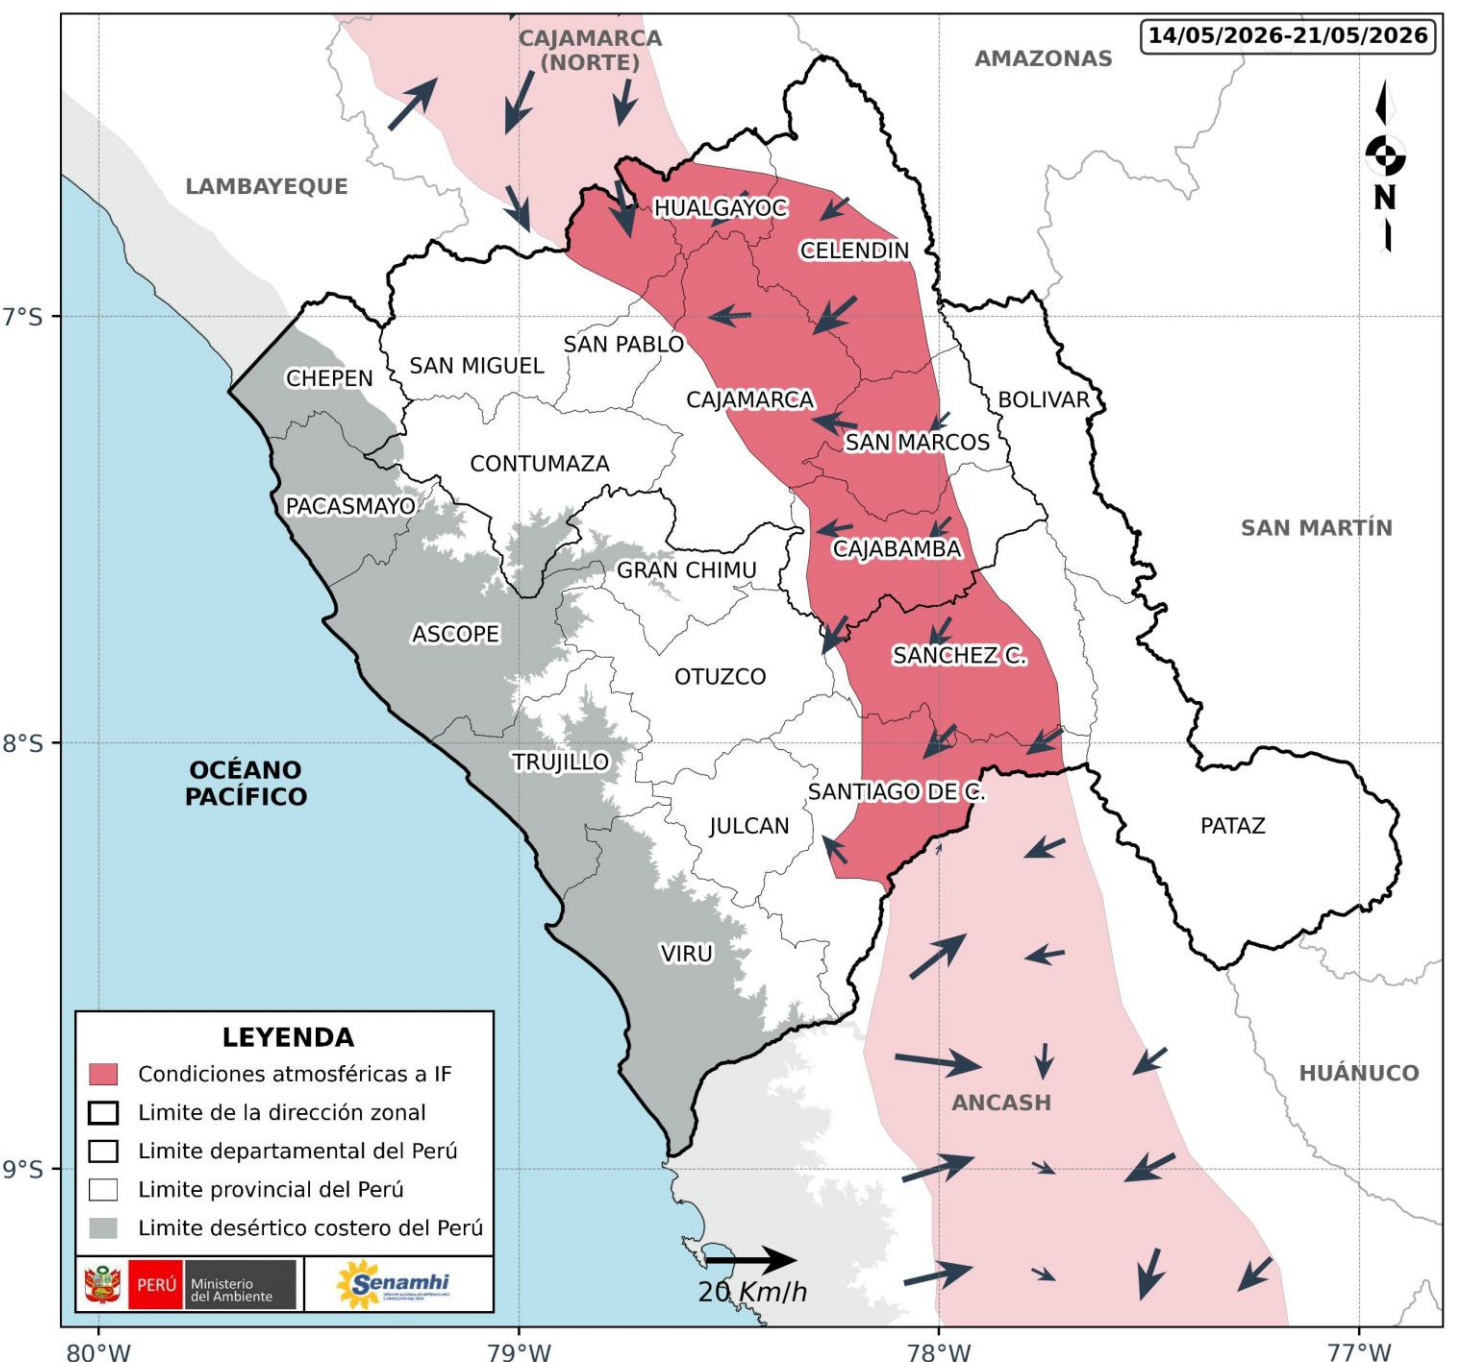 CAJAMARCA
(NORTE)
AMAZONAS
14/05/2026-21/05/2026
N
LAMBAYEQUE
HUALGAYOC
CELENDIN
7°S
SAN PABLO
SAN MIGUEL
CHEPEN
CAJAMARCA
BOLIVAR
SAN MARCOS
CONTUMAZA
PACASMAYO
SAN MARTÍN
CAJABAMBA
GRAN CHIMU
ASCOPE
SANCHEZ C.
OTUZCO
8°S
OCÉANO
PACÍFICO
TRUJILLO
SANTIAGO DE C.
JULCAN
PATAZ
VIRU
LEYENDA
Condiciones atmosféricas a IF
Limite de la dirección zonal
Limite departamental del Perú
Limite provincial del Perú
Limite desértico costero del Perú
PERÚ
Ministerio
del Ambiente
Senamhi
HUÁNUCO
ANCASH
9°S
20 Km/h
80°W
79°W
78°W
77°W